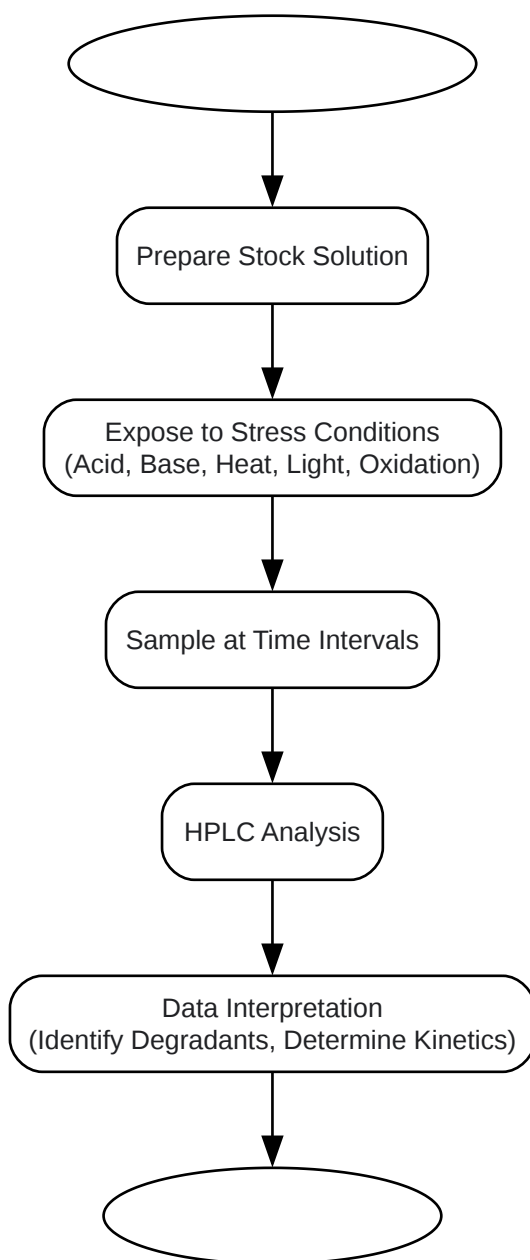 Prepare Stock Solution
Expose to Stress Conditions
(Acid, Base, Heat, Light, Oxidation)
Sample at Time Intervals
HPLC Analysis
Data Interpretation
(Identify Degradants, Determine Kinetics)